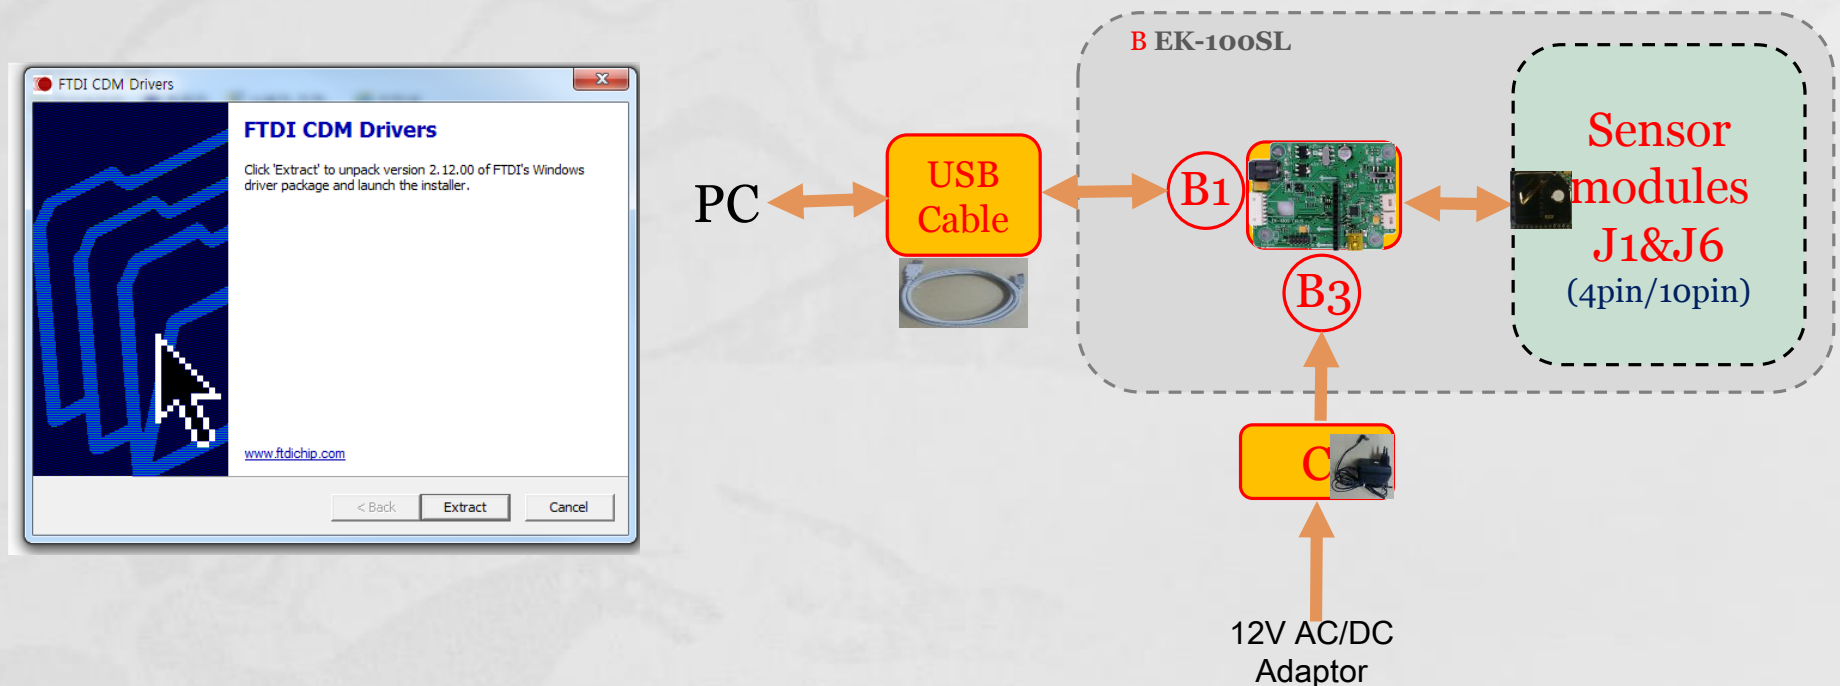 FTDI CDM Drivers
FTDI CDM Drivers
Click 'Extract' to unpack version 2.12.00 of FTDI's Windows
driver package and launch the installer.
www.ftdichip.com
< Back
Extract
Cancel
B EK-100SL
PC
USB
Cable
B1
B3
Sensor
modules
J1&J6
(4pin/10pin)
C
12V AC/DC
Adaptor